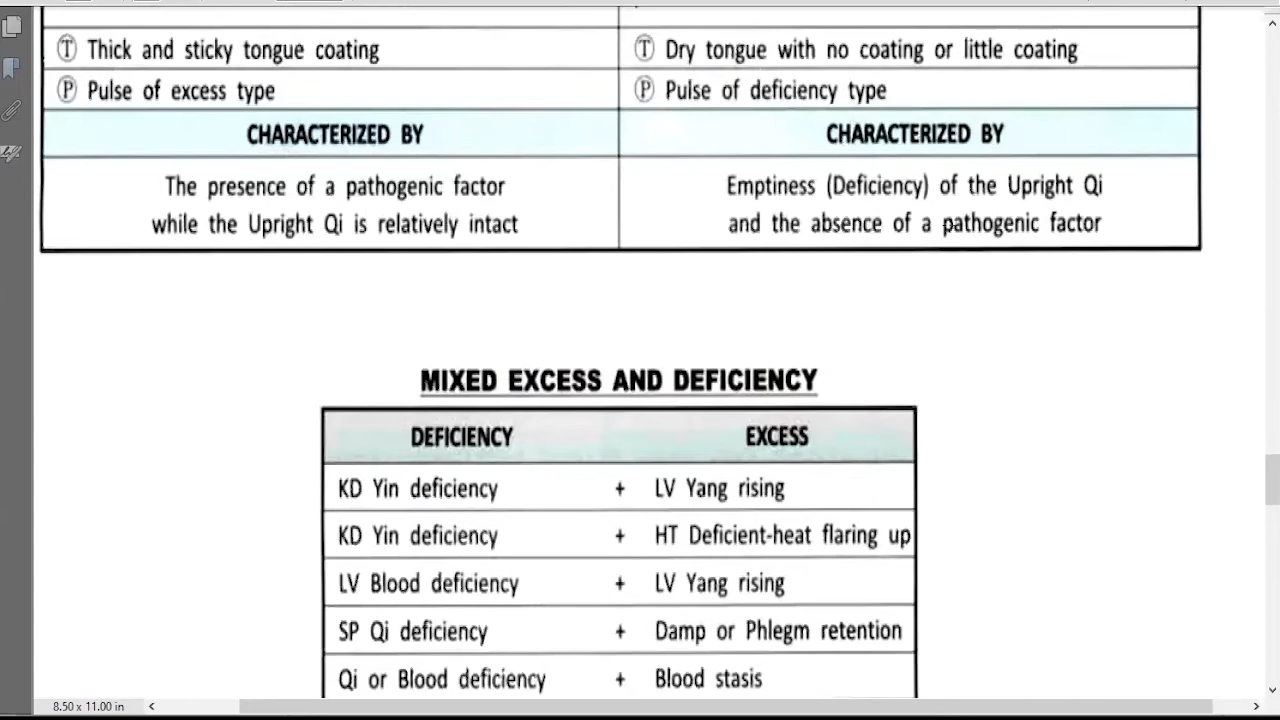 Ⓣ Thick and sticky tongue coating
Ⓣ Dry tongue with no coating or little coating
Ⓟ Pulse of excess type
Ⓟ Pulse of deficiency type
CHARACTERIZED BY
CHARACTERIZED BY
The presence of a pathogenic factor
while the Upright Qi is relatively intact
Emptiness (Deficiency) of the Upright Qi
and the absence of a pathogenic factor
MIXED EXCESS AND DEFICIENCY
DEFICIENCY EXCESS
KD Yin deficiency + LV Yang rising
KD Yin deficiency + HT Deficient-heat flaring up
LV Blood deficiency + LV Yang rising
SP Qi deficiency + Damp or Phlegm retention
Qi or Blood deficiency + Blood stasis
8.50 x 11.00 in